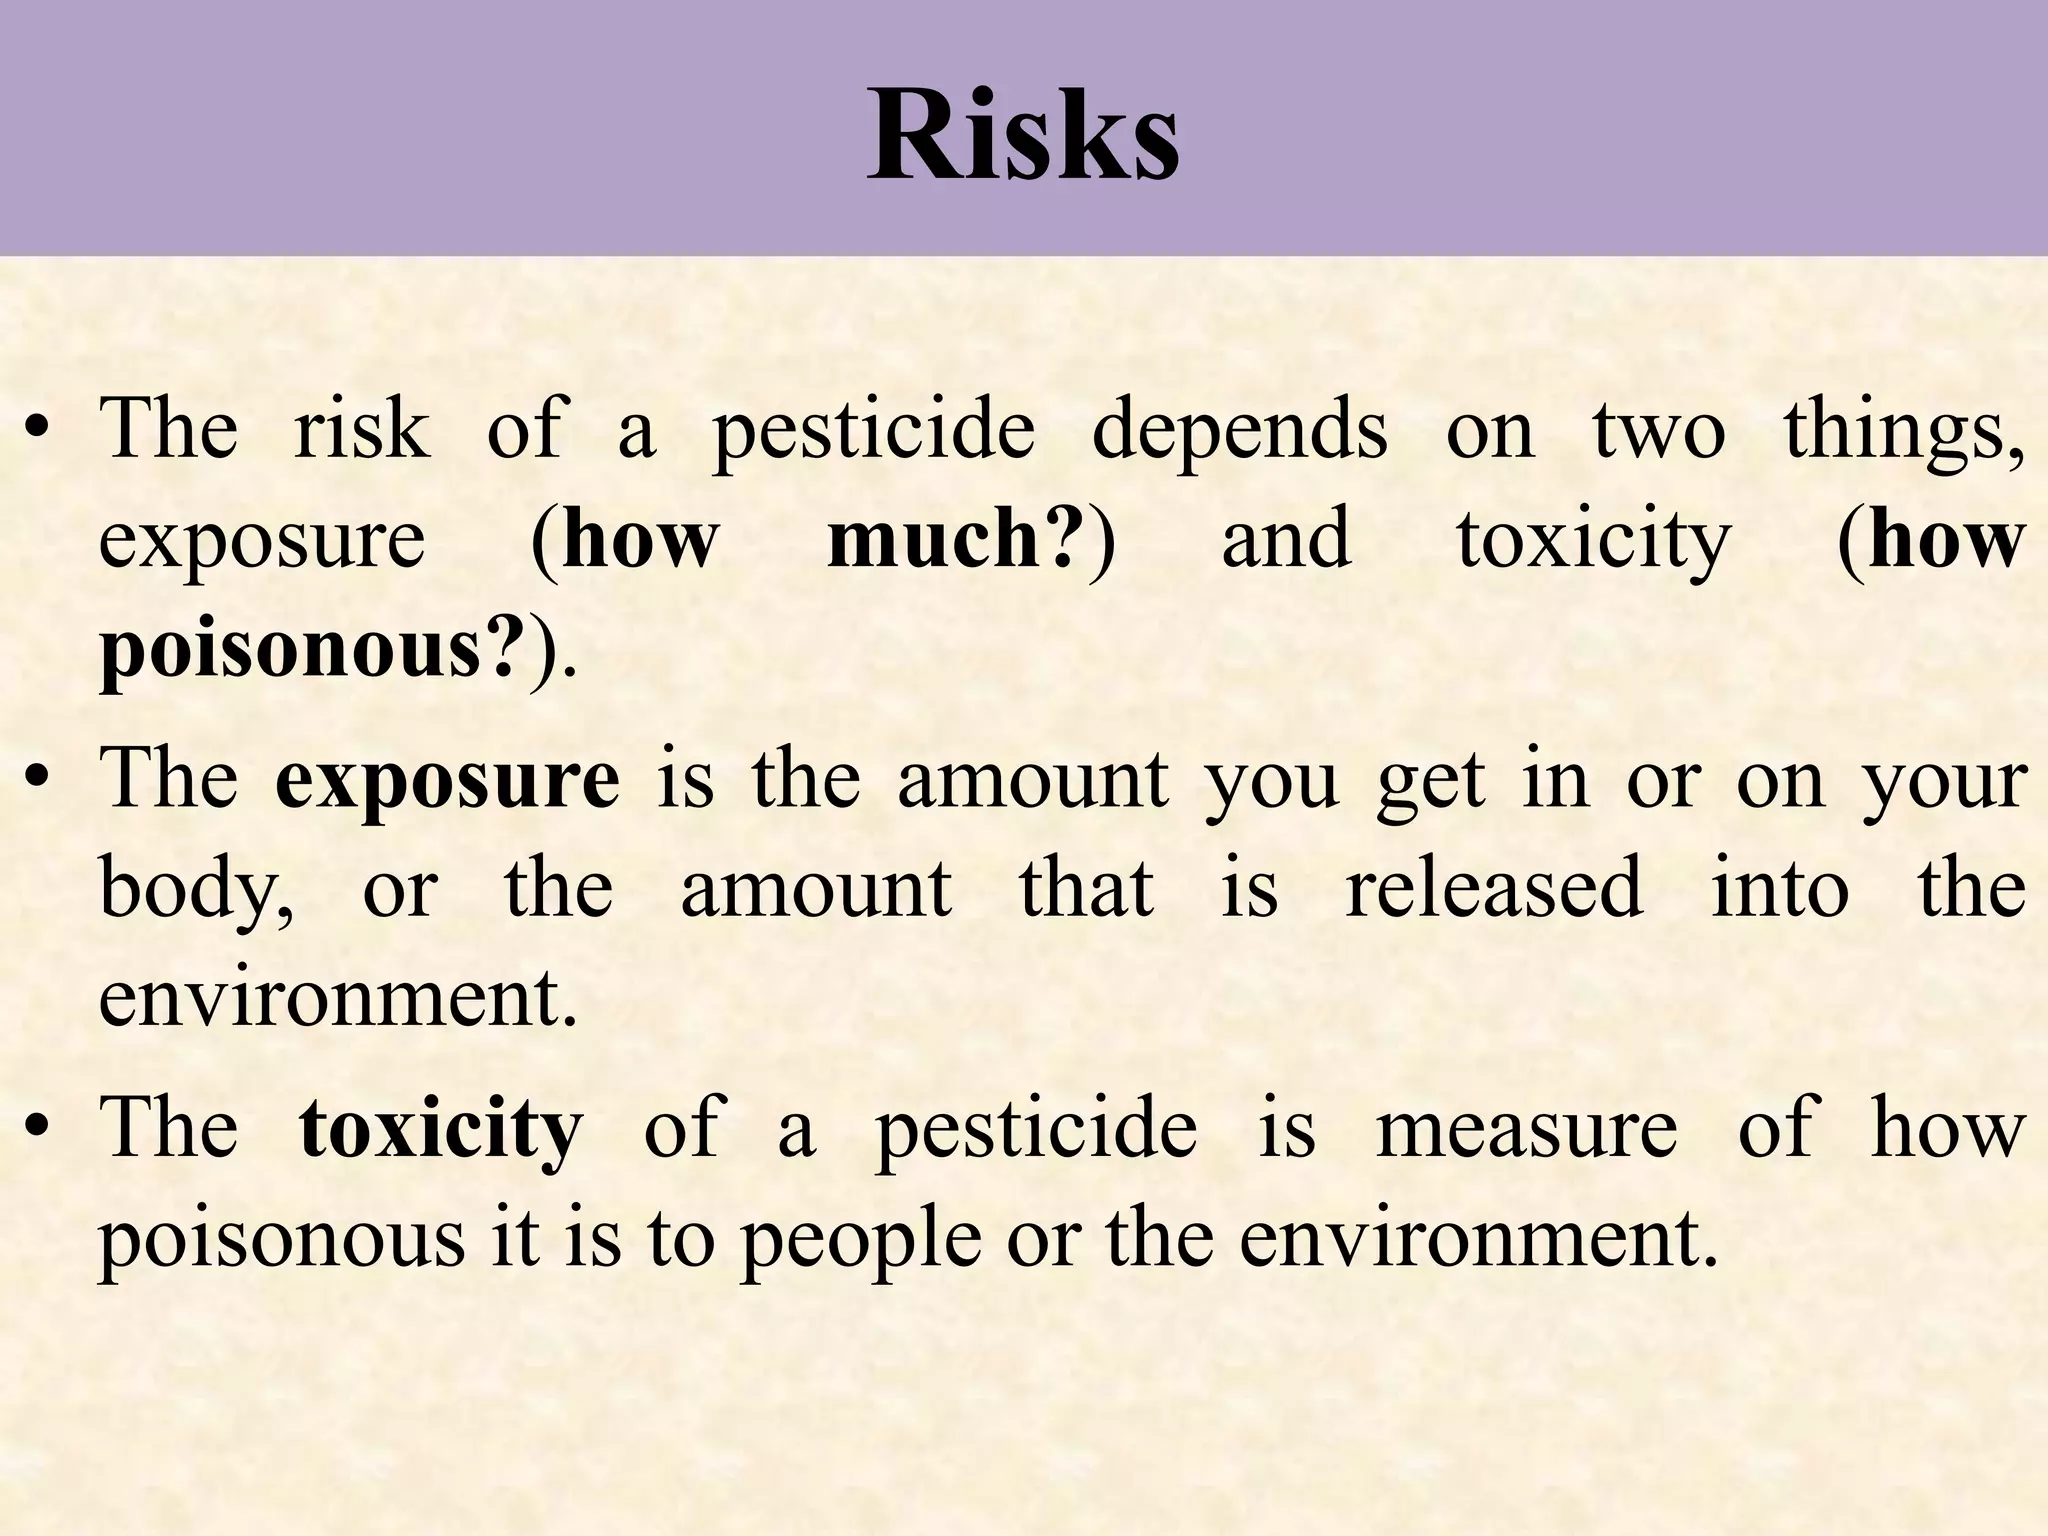 Risks
• The risk of a pesticide depends on two things,
exposure (how much?) and toxicity (how
poisonous?).
• The exposure is the amount you get in or on your
body, or the amount that is released into the
environment.
• The toxicity of a pesticide is measure of how
poisonous it is to people or the environment.